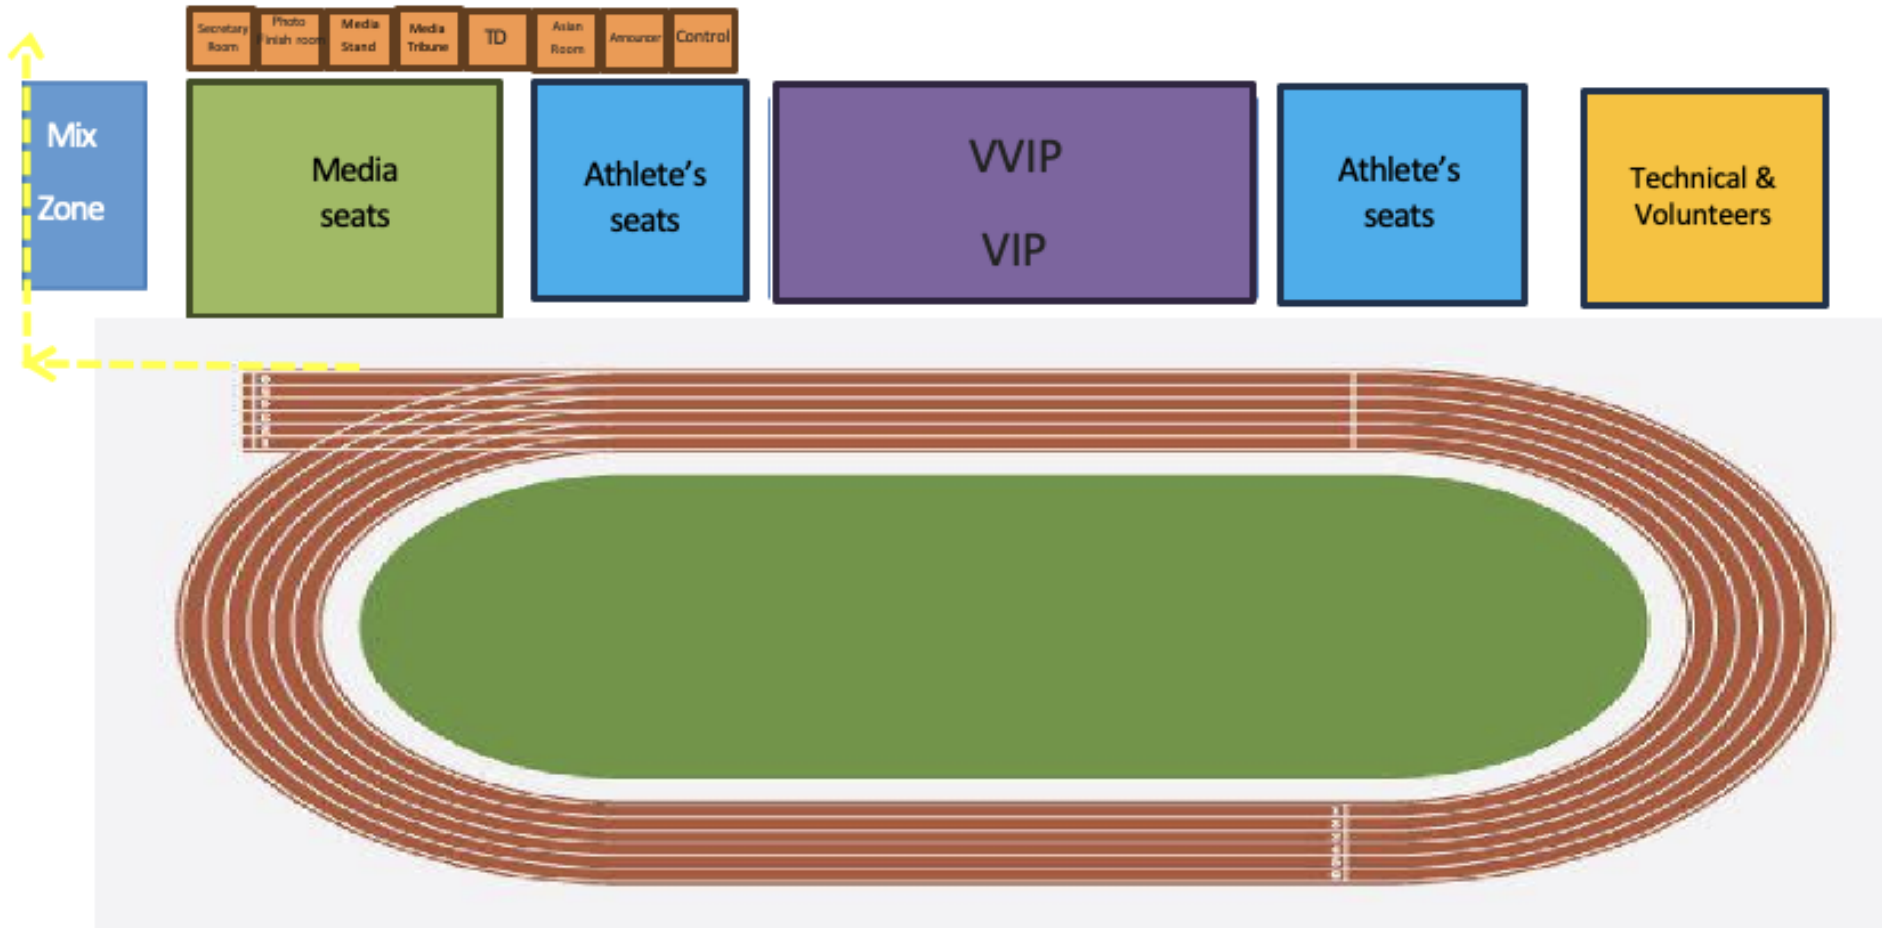 Secretary
Room
Photo
Finish room
Media
Stand
Media
Tribune
TD
Asian
Room
Announcer
Control
Mix
Zone
Media
seats
Athlete's
seats
VVIP
VIP
Athlete's
seats
Technical &
Volunteers